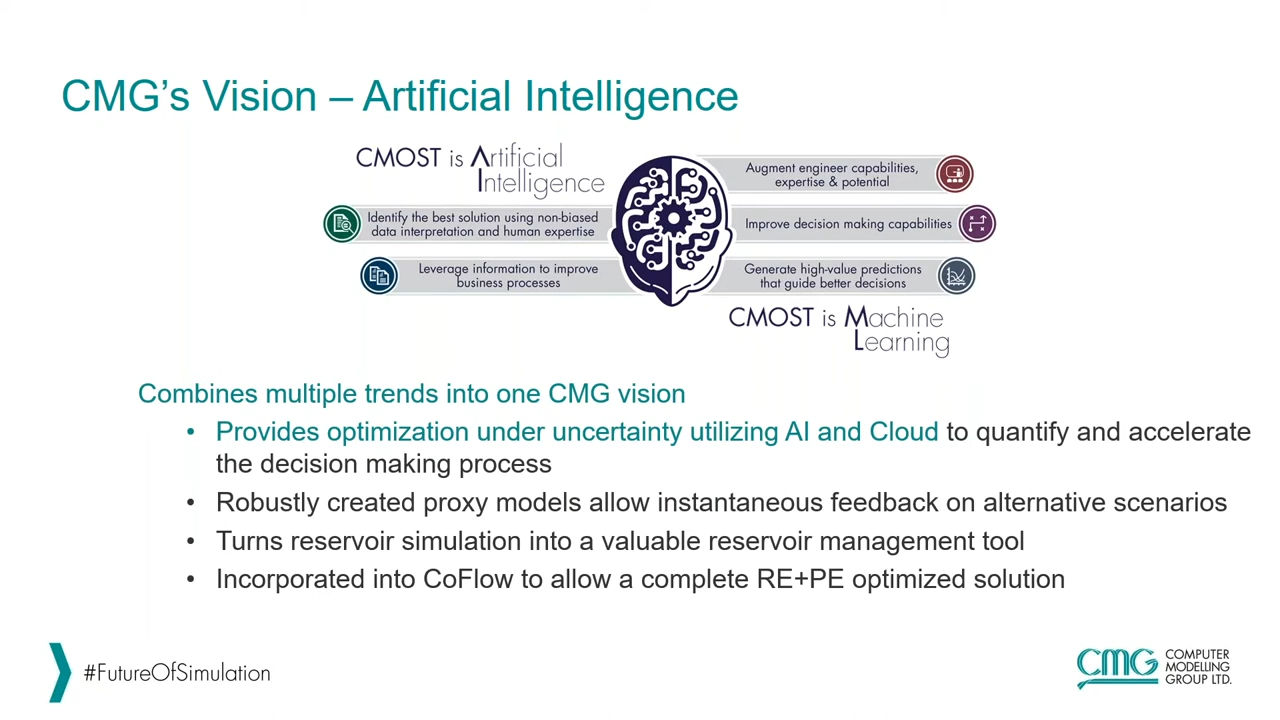 CMG's Vision – Artificial Intelligence
CMOST is Artificial
Intelligence
Identify the best solution using non-biased
data interpretation and human expertise
Leverage information to improve
business processes
Augment engineer capabilities,
expertise & potential
Improve decision making capabilities
Generate high-value predictions
that guide better decisions
CMOST is Machine
Learning
Combines multiple trends into one CMG vision
• Provides optimization under uncertainty utilizing AI and Cloud to quantify and accelerate
the decision making process
• Robustly created proxy models allow instantaneous feedback on alternative scenarios
• Turns reservoir simulation into a valuable reservoir management tool
• Incorporated into CoFlow to allow a complete RE+PE optimized solution
#FutureOfSimulation
CMG
COMPUTER
MODELLING
GROUP LTD.